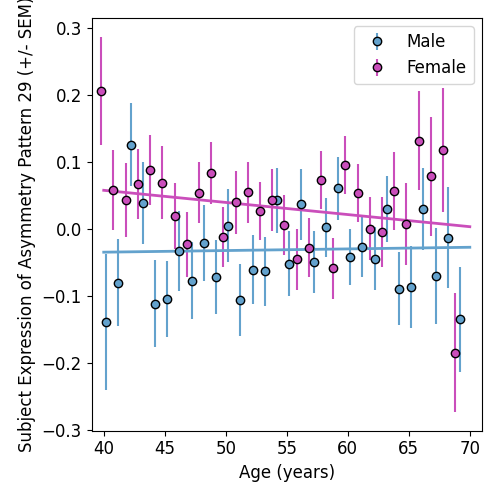 Subject Expression of Asymmetry Pattern 29 (+/- SEM)
0.3
0.2
0.1
0.0
−0.1
−0.2
−0.3
Male
Female
40 45 50 55 60 65 70
Age (years)